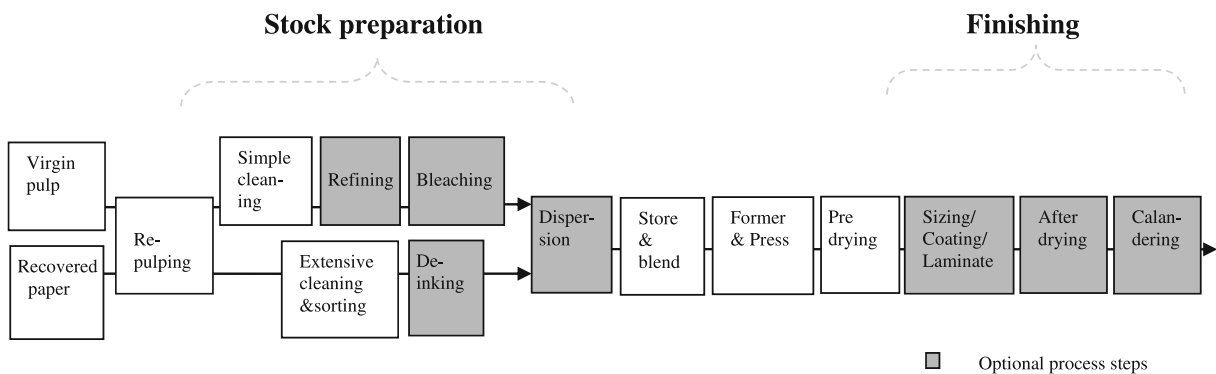 Stock preparation
Finishing
Virgin
pulp
Recovered
paper
Re-
pulping
Simple
clean-
ing
Refining
Bleaching
Extensive
cleaning
&sorting
De-
inking
Disper-
sion
Store
&
blend
Former
& Press
Pre
drying
Sizing/
Coating/
Laminate
After
drying
Calan-
dering
Optional process steps